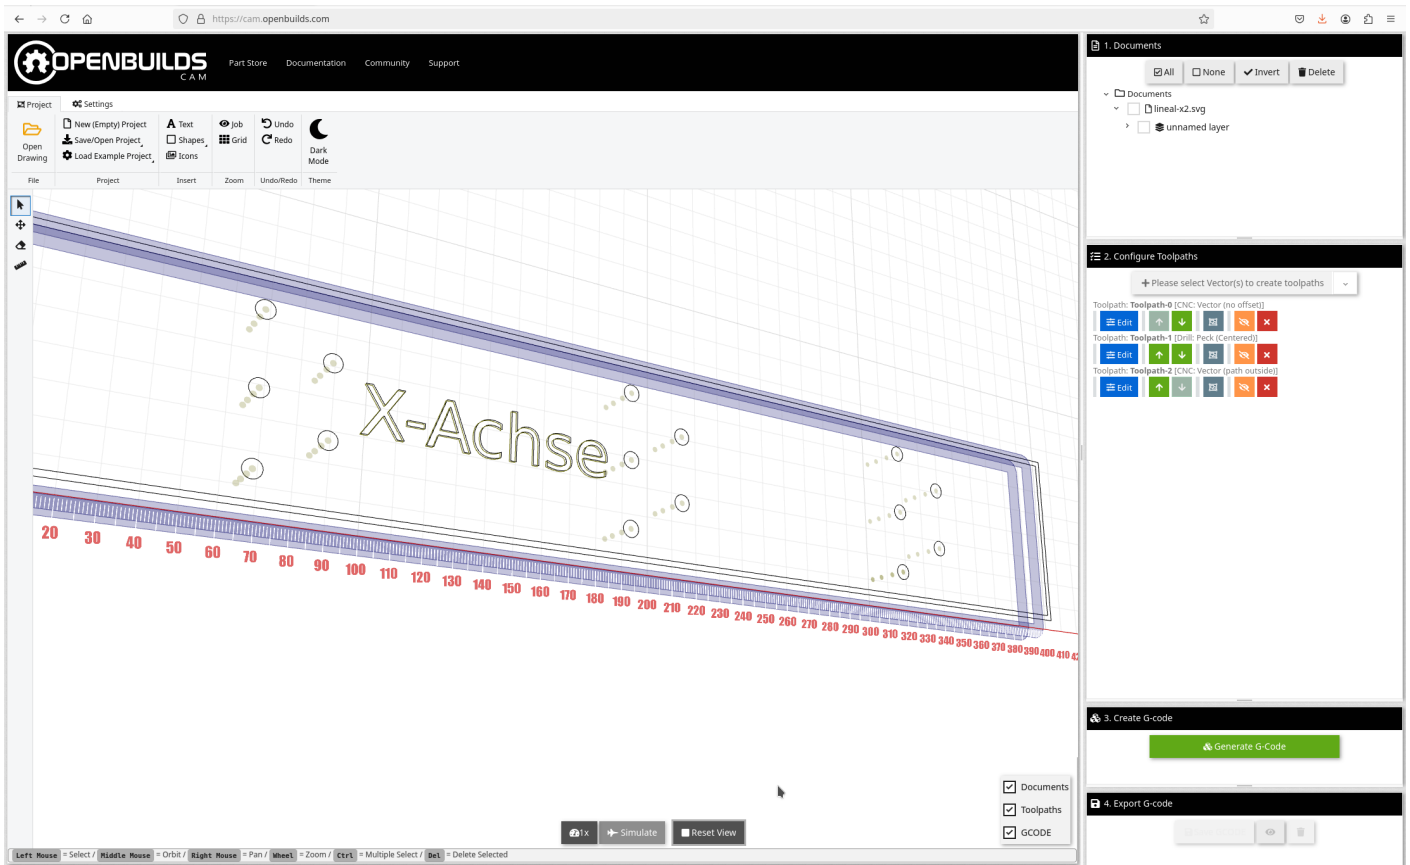 https://cam.openbuilds.com
OPENBUILDS
CAM
Part Store Documentation Community Support
Project Settings
Open Drawing
New (Empty) Project
Save/Open Project
Load Example Project
Text
Shapes
Icons
Job
Grid
Undo
Redo
Dark Mode
File Project Insert Zoom Undo/Redo Theme
X-Achse
20 30 40 50 60 70 80 90 100 110 120 130 140 150 160 170 180 190 200 210 220 230 240 250 260 270 280 290 300 310 320 330 340 350 360 370 380 390 400 410
Documents
Toolpaths
GCODE
1x Simulate Reset View
Left Mouse = Select / Middle Mouse = Orbit / Right Mouse = Pan / Wheel = Zoom / Ctrl = Multiple Select / Del = Delete Selected
1. Documents
All None Invert Delete
Documents
lineal-x2.svg
unnamed layer
2. Configure Toolpaths
Please select Vector(s) to create toolpaths
Toolpath: Toolpath-0 [CNC: Vector (no offset)]
Edit
Toolpath: Toolpath-1 [Drill: Peck (Centered)]
Edit
Toolpath: Toolpath-2 [CNC: Vector (path outside)]
Edit
3. Create G-code
Generate G-Code
4. Export G-code